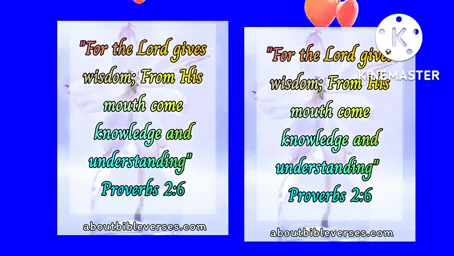 "For the Lord gives
wisdom; From His
mouth come
knowledge and
understanding"
Proverbs 2:6
aboutbibleverses.com
"For the Lord gives
wisdom; From His
mouth come
knowledge and
understanding"
Proverbs 2:6
aboutbibleverses.com
K
KINEMASTER